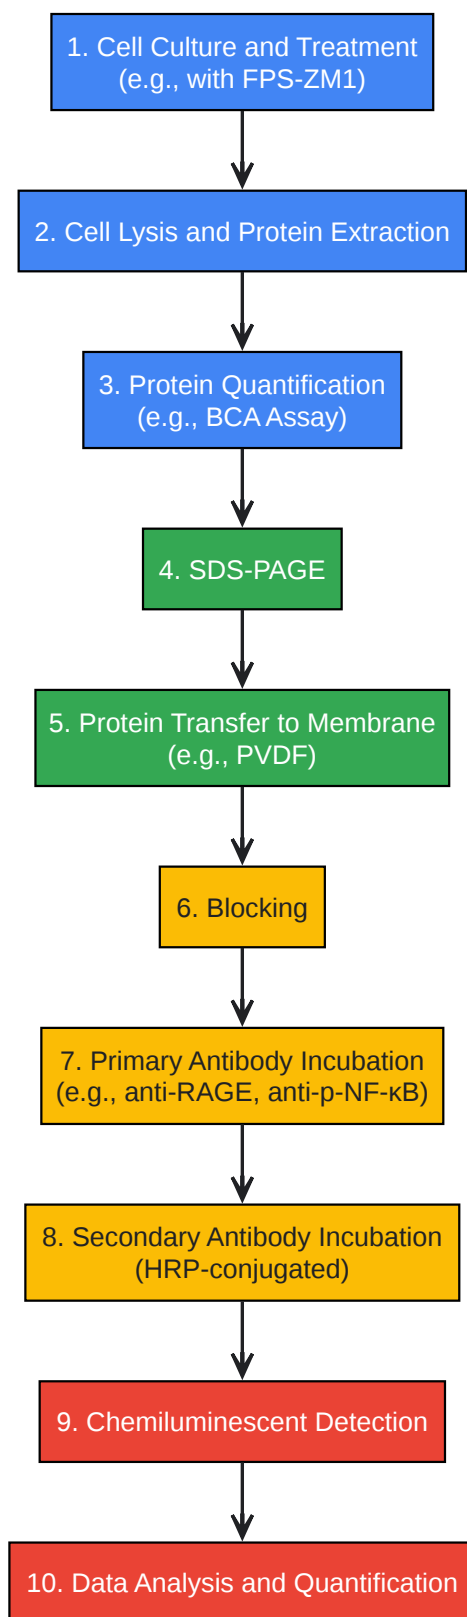 1. Cell Culture and Treatment
(e.g., with FPS-ZM1)
2. Cell Lysis and Protein Extraction
3. Protein Quantification
(e.g., BCA Assay)
4. SDS-PAGE
5. Protein Transfer to Membrane
(e.g., PVDF)
6. Blocking
7. Primary Antibody Incubation
(e.g., anti-RAGE, anti-p-NF-κB)
8. Secondary Antibody Incubation
(HRP-conjugated)
9. Chemiluminescent Detection
10. Data Analysis and Quantification